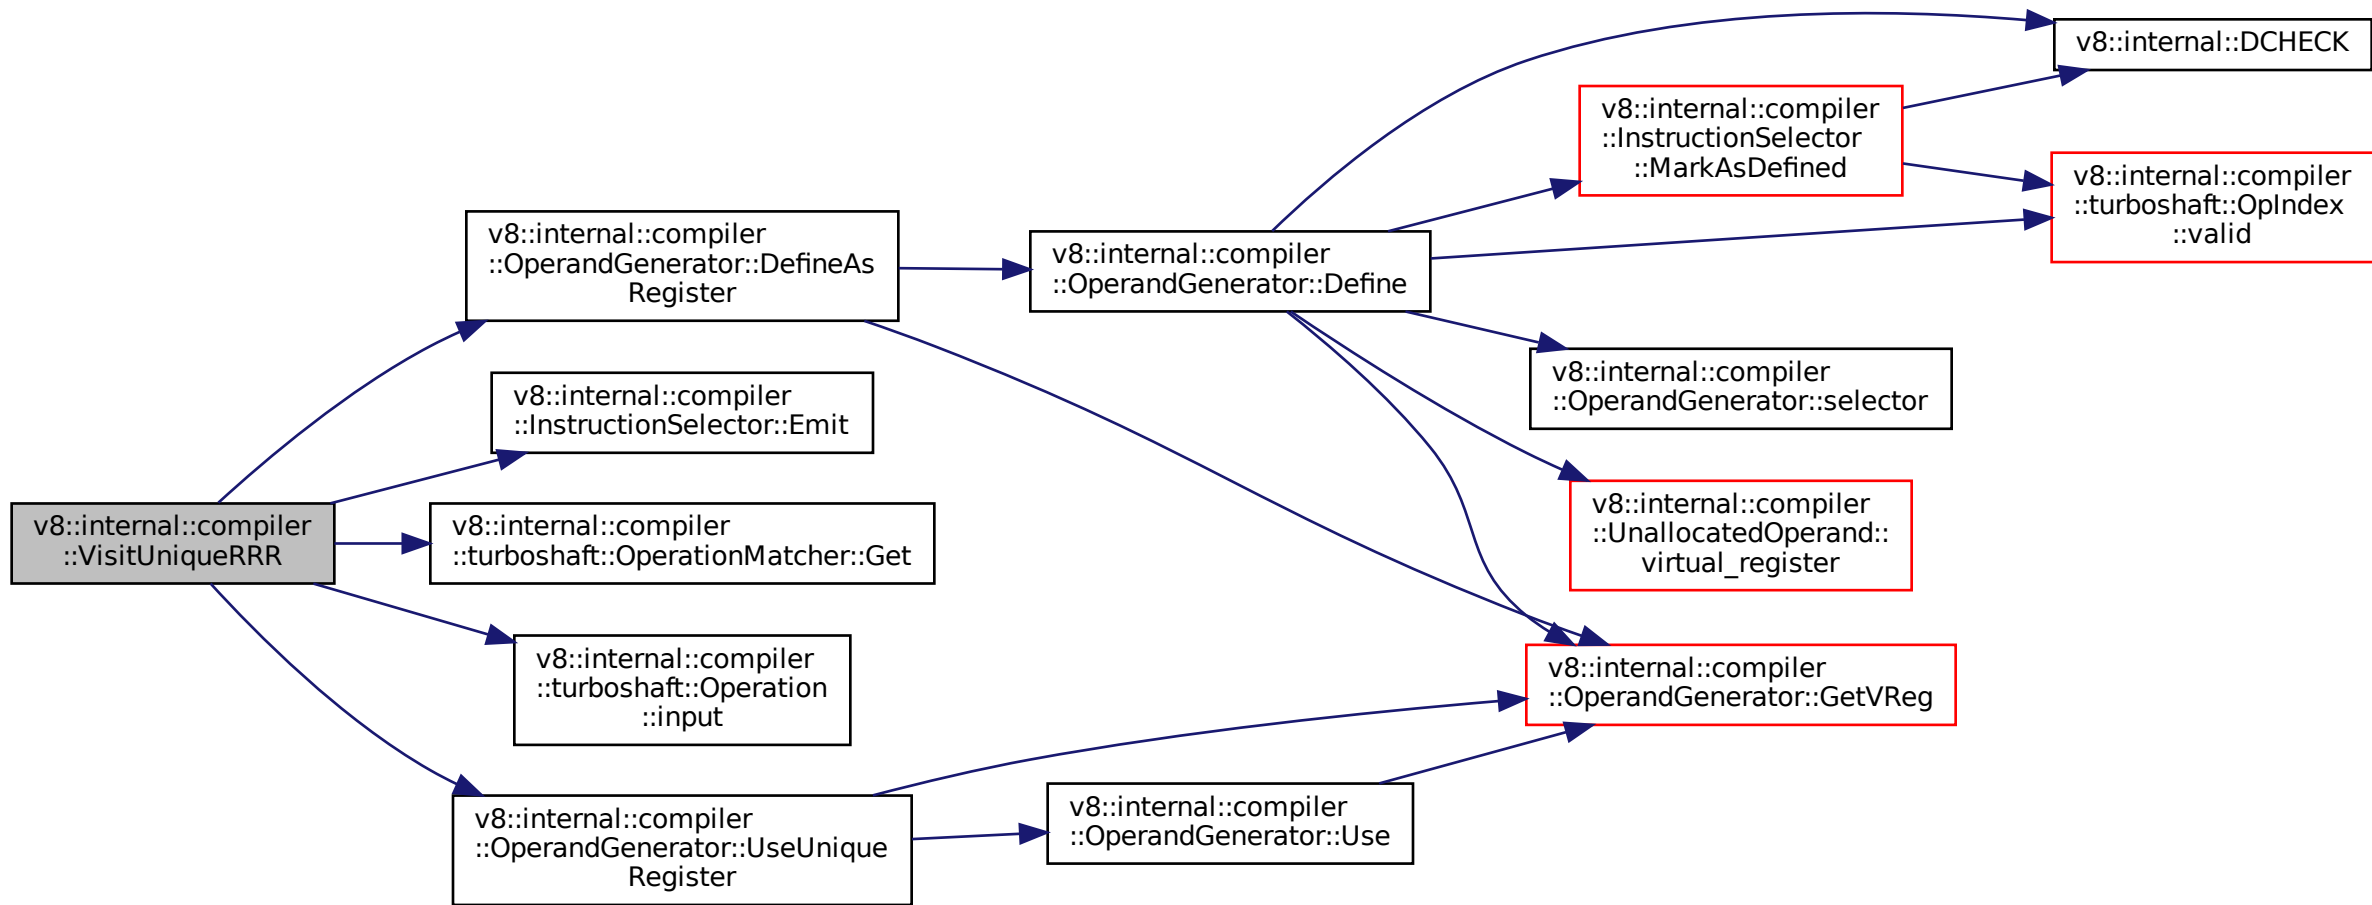 v8::internal::compiler
::VisitUniqueRRR
v8::internal::compiler
::OperandGenerator::DefineAs
Register
v8::internal::compiler
::InstructionSelector::Emit
v8::internal::compiler
::turboshaft::OperationMatcher::Get
v8::internal::compiler
::turboshaft::Operation
::input
v8::internal::compiler
::OperandGenerator::UseUnique
Register
v8::internal::compiler
::OperandGenerator::Define
v8::internal::compiler
::OperandGenerator::Use
v8::internal::DCHECK
v8::internal::compiler
::InstructionSelector
::MarkAsDefined
v8::internal::compiler
::turboshaft::OpIndex
::valid
v8::internal::compiler
::OperandGenerator::selector
v8::internal::compiler
::UnallocatedOperand::
virtual_register
v8::internal::compiler
::OperandGenerator::GetVReg